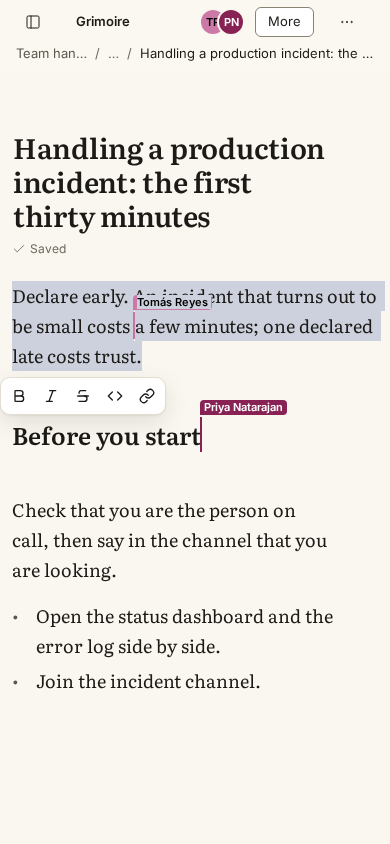 Grimoire
TF PN
More
Team han... / ... / Handling a production incident: the ...
Handling a production
incident: the first
thirty minutes
Saved
Declare early. An incident that turns out to
Tomás Reyes
be small costs a few minutes; one declared
late costs trust.
B I S
Priya Natarajan
Before you start
Check that you are the person on
call, then say in the channel that you
are looking.
• Open the status dashboard and the
error log side by side.
• Join the incident channel.